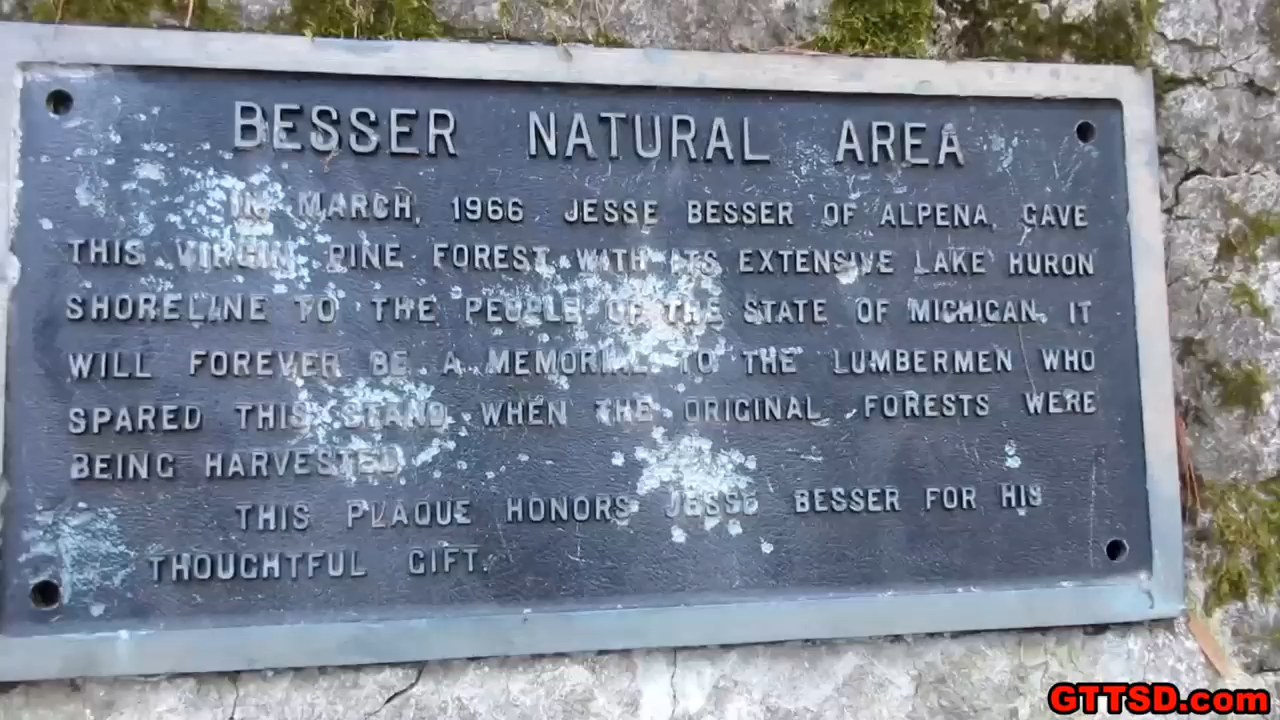 BESSER NATURAL AREA
IN MARCH, 1966 JESSE BESSER OF ALPENA, GAVE
THIS VIRGIN PINE FOREST WITH ITS EXTENSIVE LAKE HURON
SHORELINE TO THE PEOPLE OF THE STATE OF MICHIGAN. IT
WILL FOREVER BE A MEMORIAL TO THE LUMBERMEN WHO
SPARED THIS STAND WHEN THE ORIGINAL FORESTS WERE
BEING HARVESTED.
THIS PLAQUE HONORS JESSE BESSER FOR HIS
THOUGHTFUL GIFT.
GTTSD.com